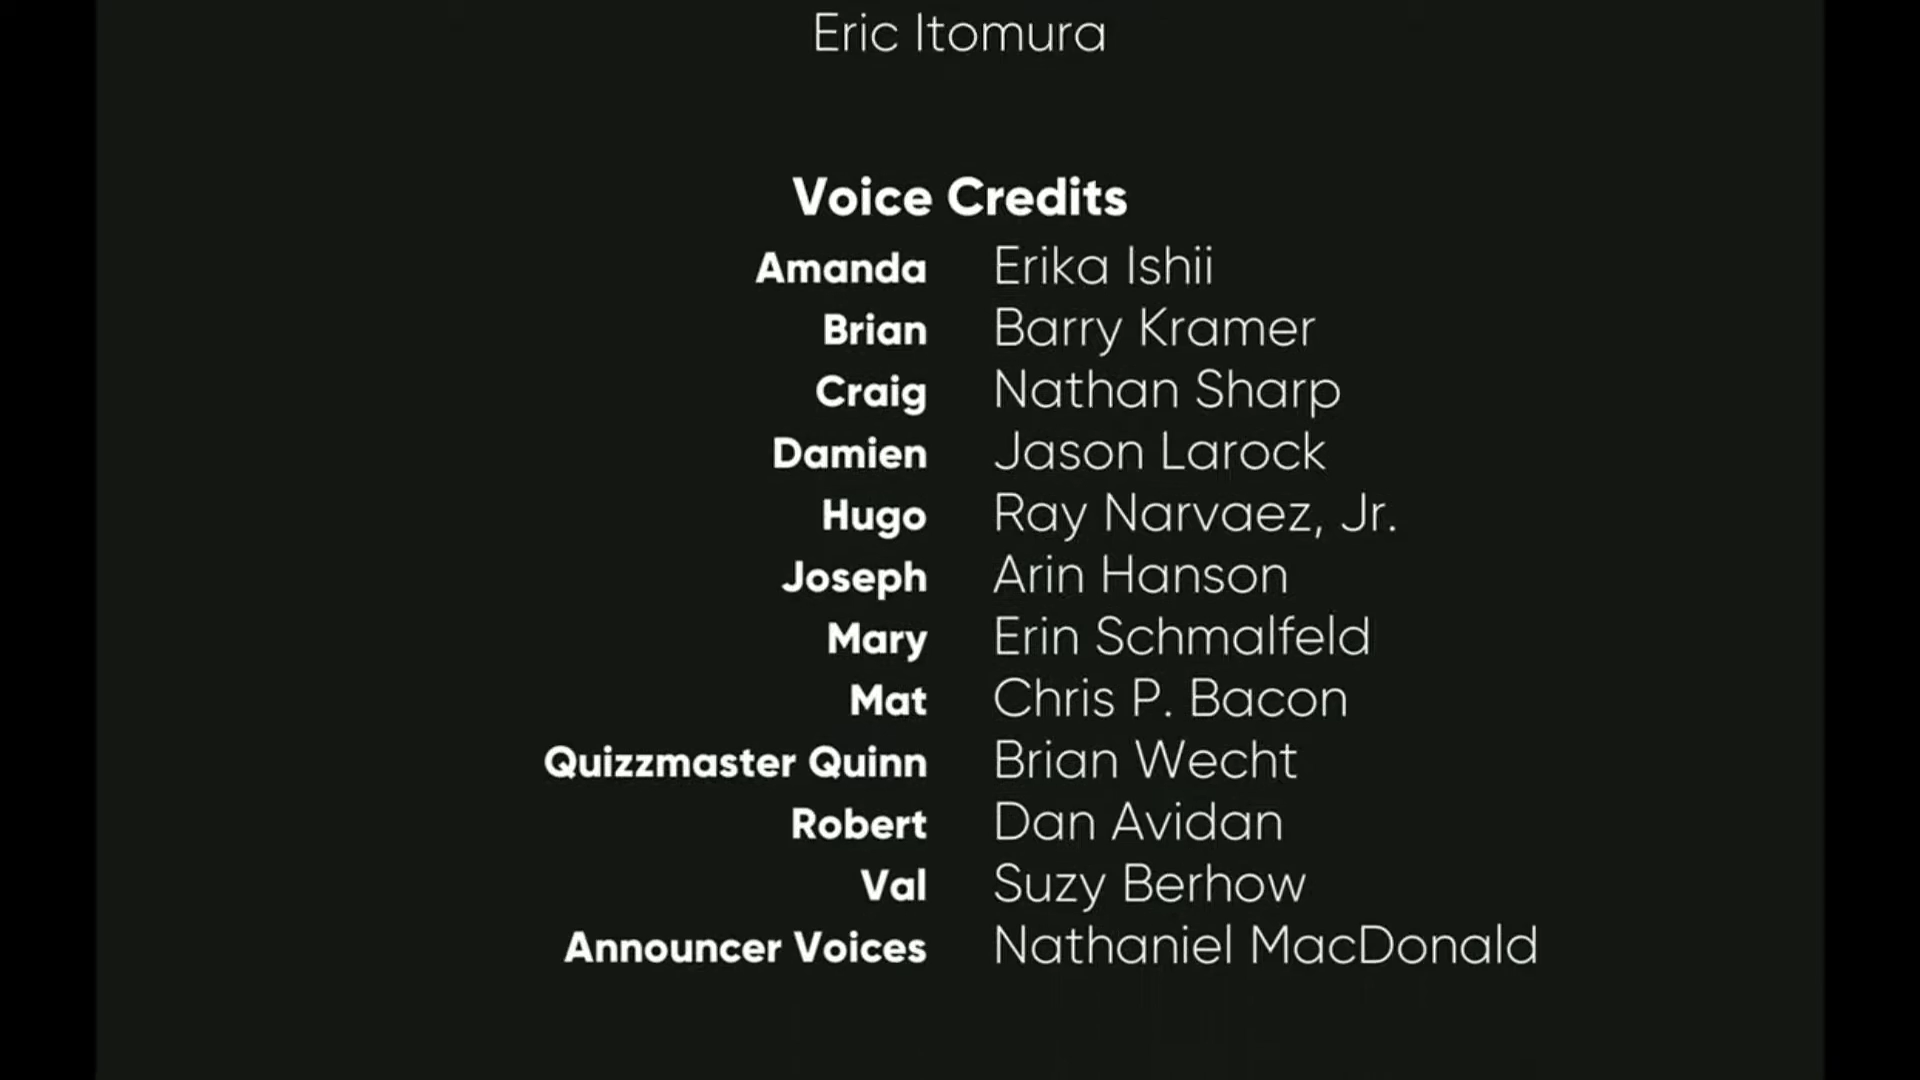 Eric Itomura
Voice Credits
Amanda Erika Ishii
Brian Barry Kramer
Craig Nathan Sharp
Damien Jason Larock
Hugo Ray Narvaez, Jr.
Joseph Arin Hanson
Mary Erin Schmalfeld
Mat Chris P. Bacon
Quizzmaster Quinn Brian Wecht
Robert Dan Avidan
Val Suzy Berhow
Announcer Voices Nathaniel MacDonald